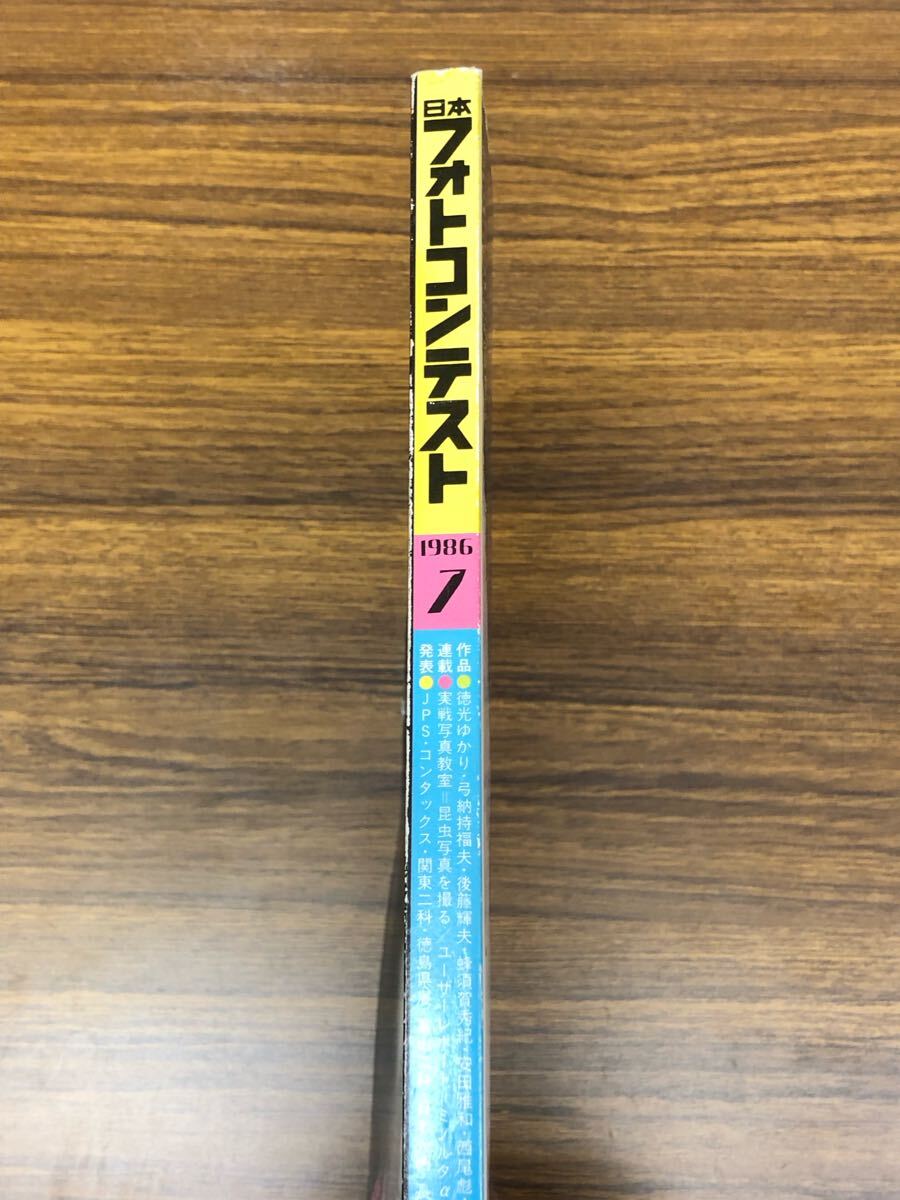 日本
フォトコンテスト
1986
7
作品●徳光ゆかり・弓納持福夫・後藤輝夫・蜂須賀秀紀・安田雅和・西尾彪・
連載●実戦写真教室=昆虫写真を撮る/ユーザーレポート=ミノルタα
発表●JPS・コンタックス・関東二科・徳島県展